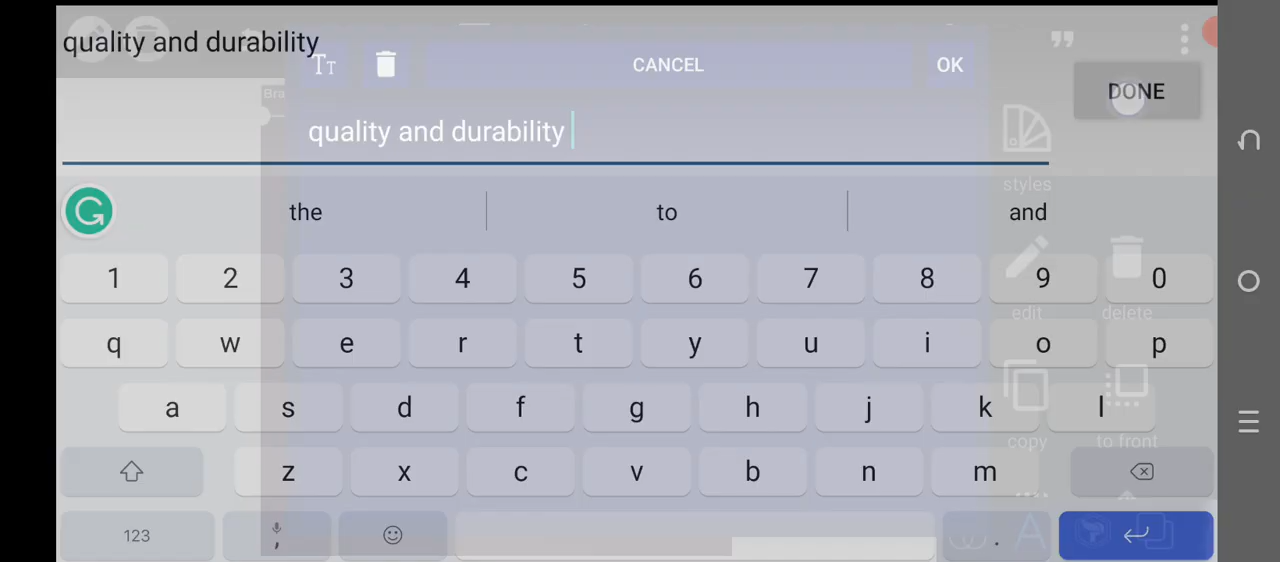 quality and durability
CANCEL
OK
DONE
Bra
quality and durability
styles
the
to
and
1 2 3 4 5 6 7 8 9 0
edit
delete
q w e r t y u i o p
a s d f g h j k l
copy
to front
z x c v b n m
123
,
.
A